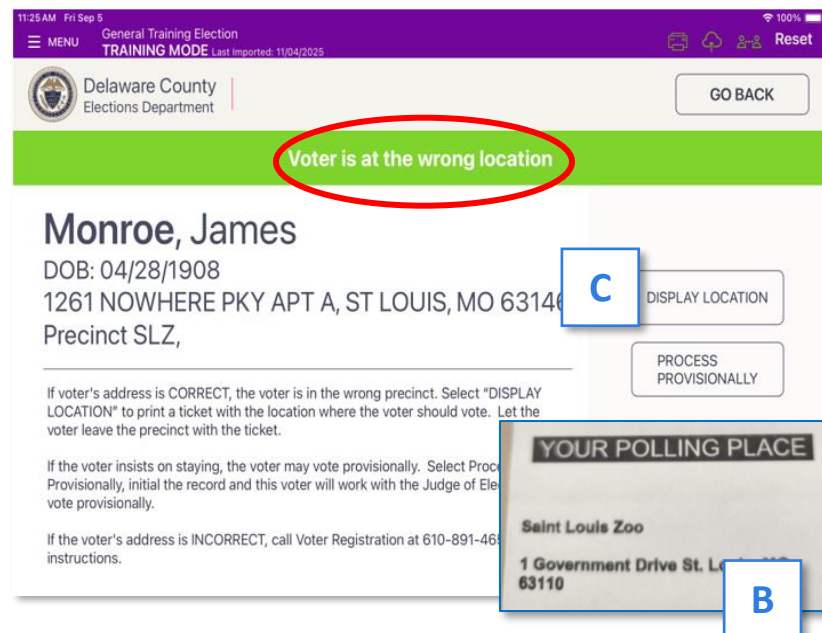 11:25 AM Fri Sep 5
100%
MENU
General Training Election
TRAINING MODE Last Imported: 11/04/2025
Reset
Delaware County
Elections Department
GO BACK
Voter is at the wrong location
Monroe, James
DOB: 04/28/1908
1261 NOWHERE PKY APT A, ST LOUIS, MO 63146
Precinct SLZ,
C
DISPLAY LOCATION
PROCESS
PROVISIONALLY
If voter's address is CORRECT, the voter is in the wrong precinct. Select "DISPLAY
LOCATION" to print a ticket with the location where the voter should vote. Let the
voter leave the precinct with the ticket.
If the voter insists on staying, the voter may vote provisionally. Select
Provisionally, initial the record and this voter will work with the Judge of
vote provisionally.
If the voter's address is INCORRECT, call Voter Registration at
instructions.
YOUR POLLING PLACE
Saint Louis Zoo
1 Government Drive St.
63110
B